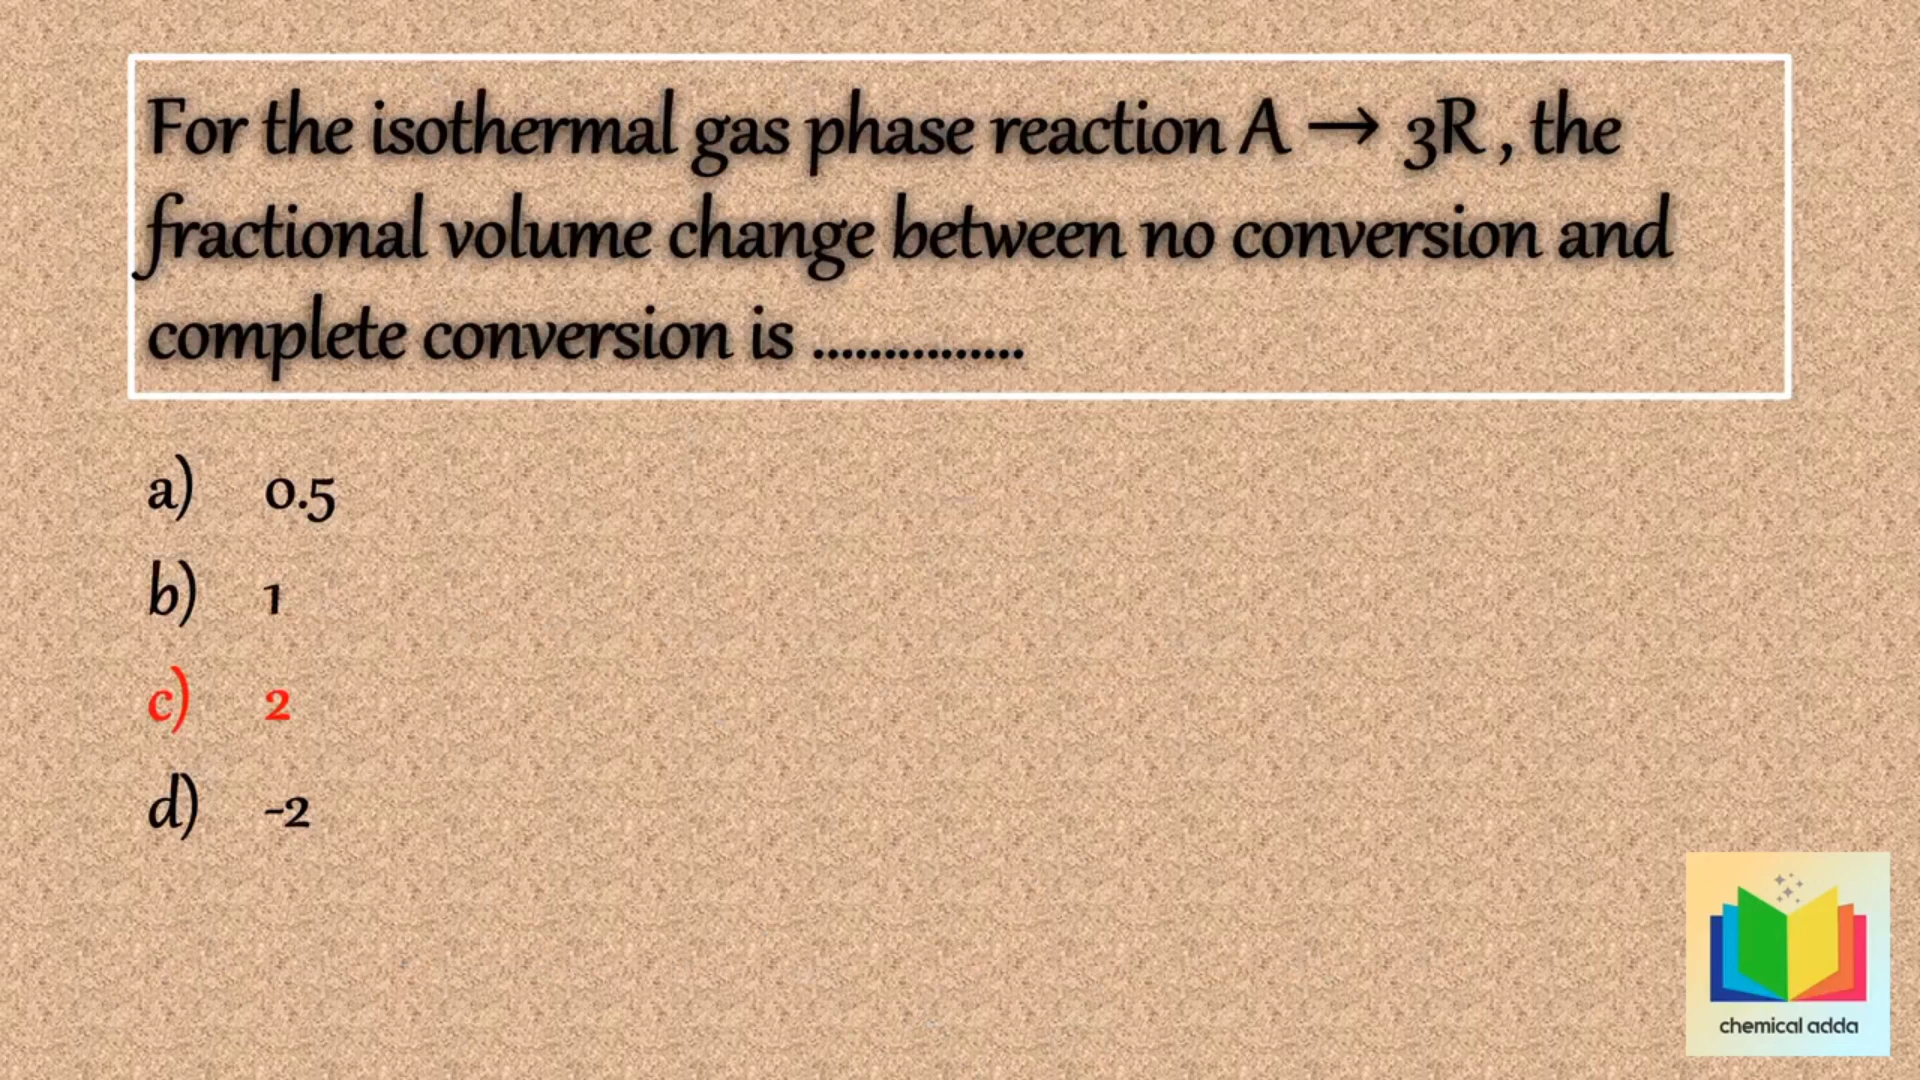 For the isothermal gas phase reaction A → 3R , the
fractional volume change between no conversion and
complete conversion is ...............
a) 0.5
b) 1
c) 2
d) -2
chemical adda